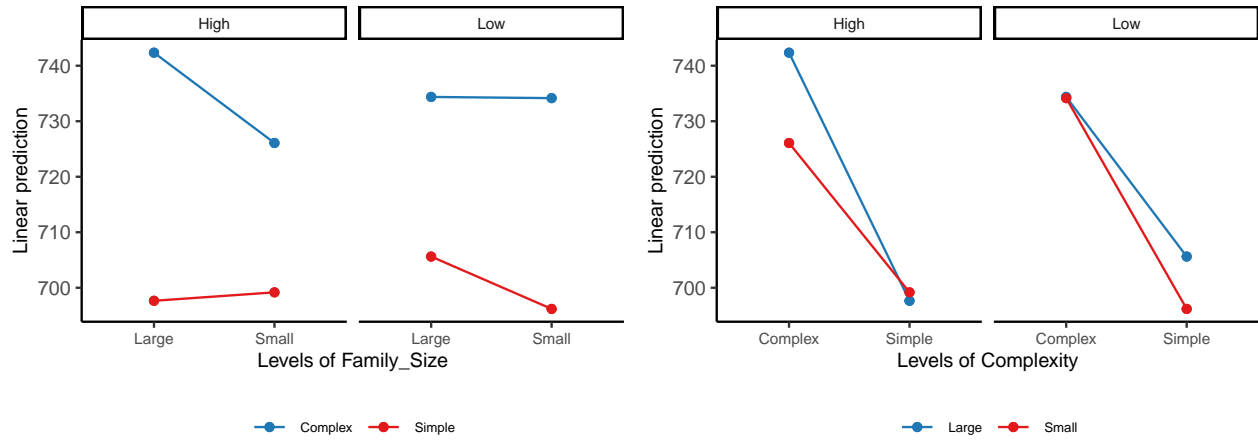 High
Low
Linear prediction
740
730
720
710
700
Large
Small
Large
Small
Levels of Family_Size
Complex
Simple
High
Low
Linear prediction
740
730
720
710
700
Complex
Simple
Complex
Simple
Levels of Complexity
Large
Small